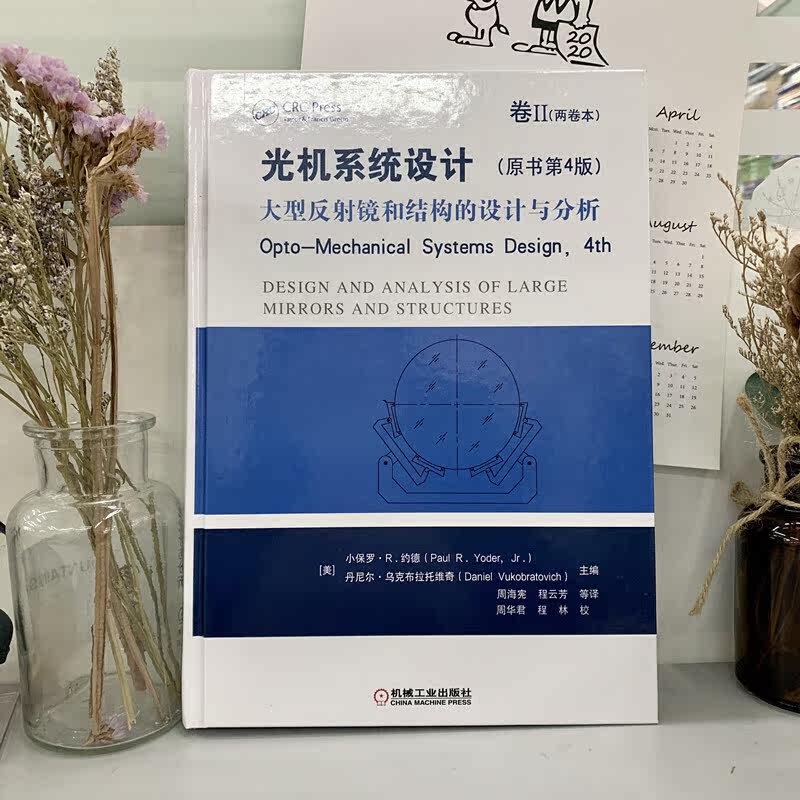 2020
CRC Press
Taylor & Francis Group
卷II(两卷本)
光机系统设计 (原书第4版)
大型反射镜和结构的设计与分析
Opto-Mechanical Systems Design, 4th
DESIGN AND ANALYSIS OF LARGE
MIRRORS AND STRUCTURES
[美]
小保罗·R.约德(Paul R. Yoder, Jr.)
丹尼尔·乌克布拉托维奇(Daniel Vukobratovich)
主编
周海宪 程云芳 等译
周华君 程 林 校
机械工业出版社
CHINA MACHINE PRESS
April
August